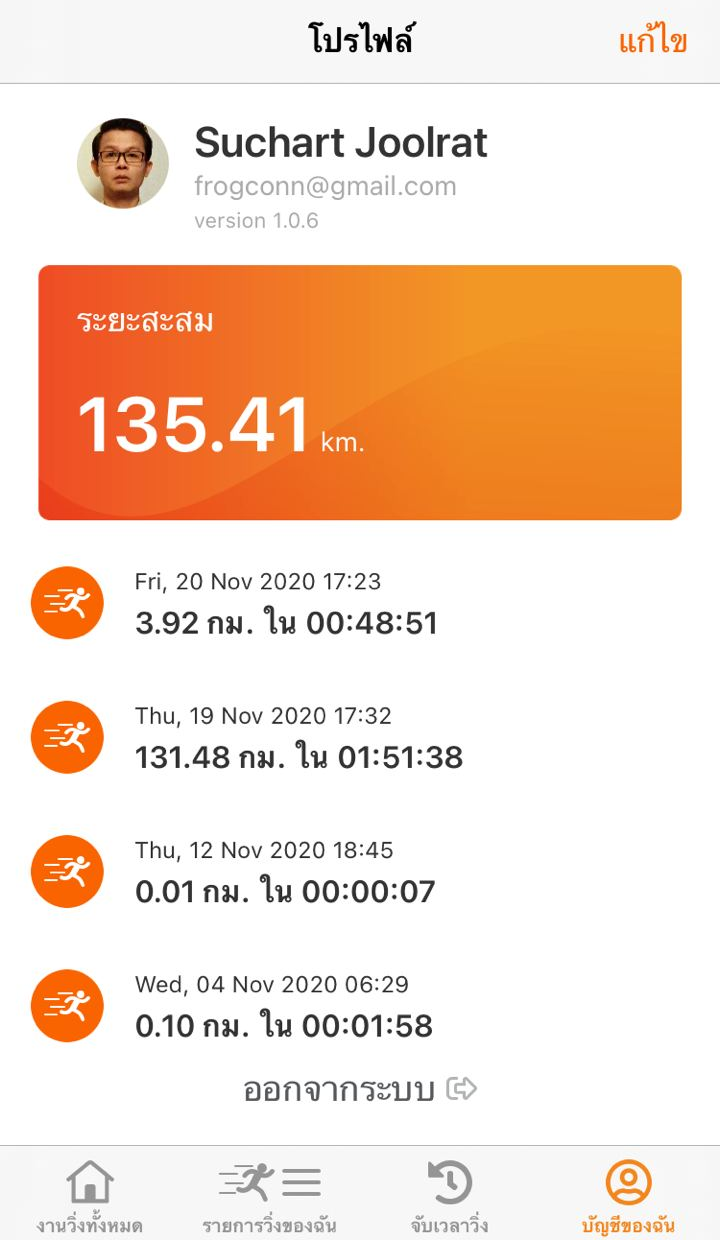 โปรไฟล์
แก้ไข
Suchart Joolrat
frogconn@gmail.com
version 1.0.6
ระยะสะสม
135.41 km.
Fri, 20 Nov 2020 17:23
3.92 กม. ใน 00:48:51
Thu, 19 Nov 2020 17:32
131.48 กม. ใน 01:51:38
Thu, 12 Nov 2020 18:45
0.01 กม. ใน 00:00:07
Wed, 04 Nov 2020 06:29
0.10 กม. ใน 00:01:58
ออกจากระบบ
งานวิ่งทั้งหมด
รายการวิ่งของฉัน
จับเวลาวิ่ง
บัญชีของฉัน